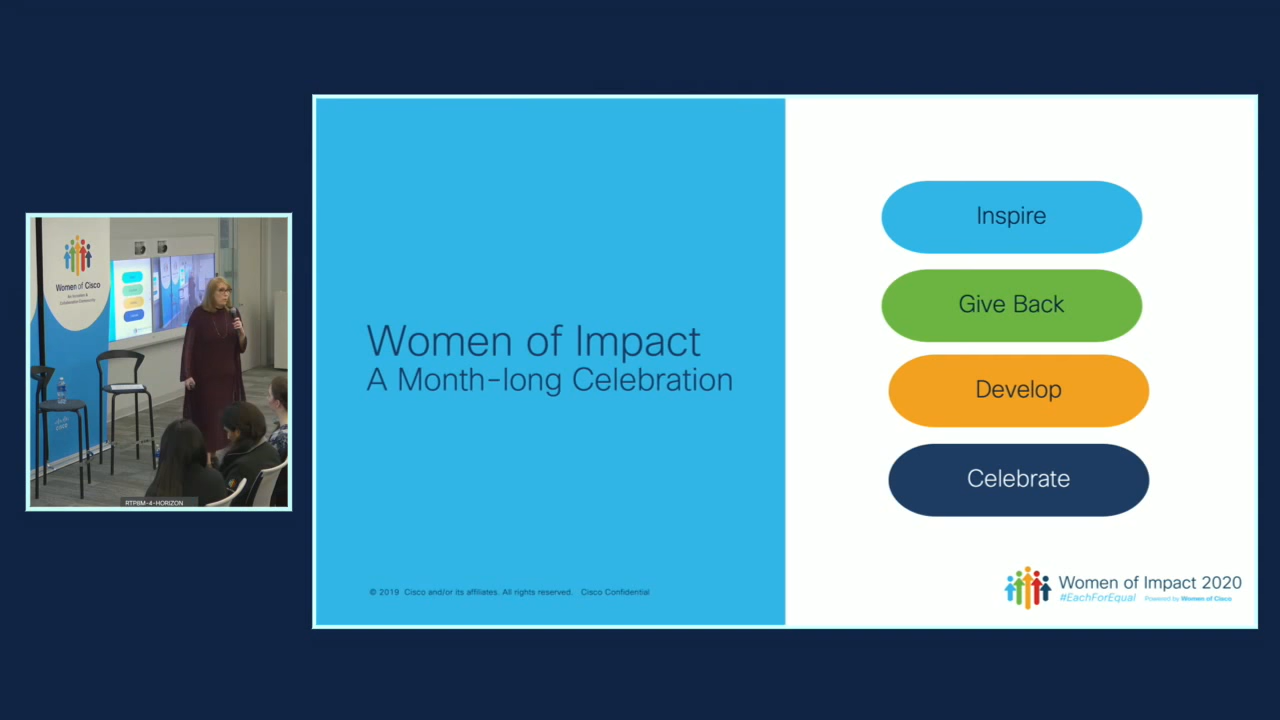 Women of Cisco
RTP8M-4-HORIZON
Women of Impact
A Month-long Celebration
© 2019 Cisco and/or its affiliates. All rights reserved. Cisco Confidential
Inspire
Give Back
Develop
Celebrate
Women of Impact 2020
#EachForEqual Powered by Women of Cisco